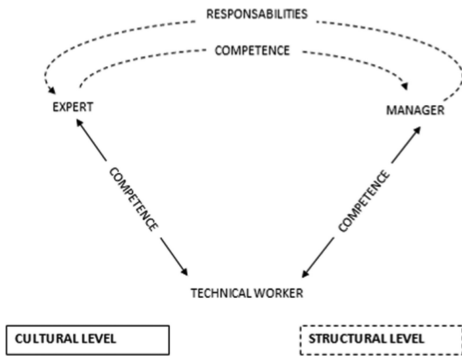 RESPONSABILITIES
COMPETENCE
EXPERT
MANAGER
COMPETENCE
COMPETENCE
TECHNICAL WORKER
CULTURAL LEVEL
STRUCTURAL LEVEL